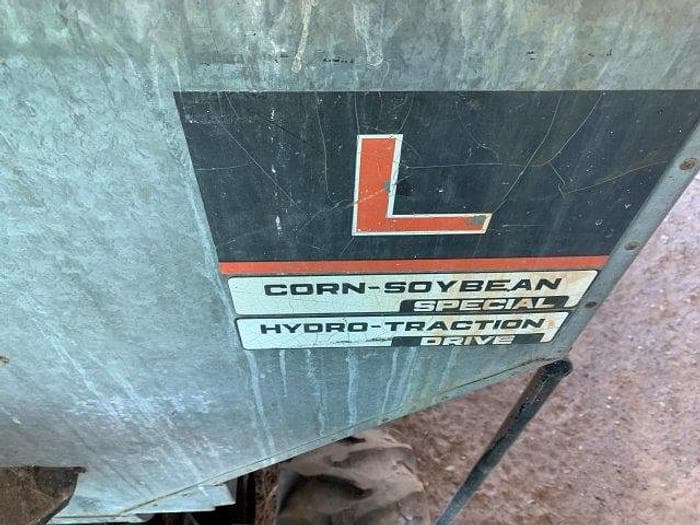 L
CORN-SOYBEAN
SPECIAL
HYDRO-TRACTION
DRIVE